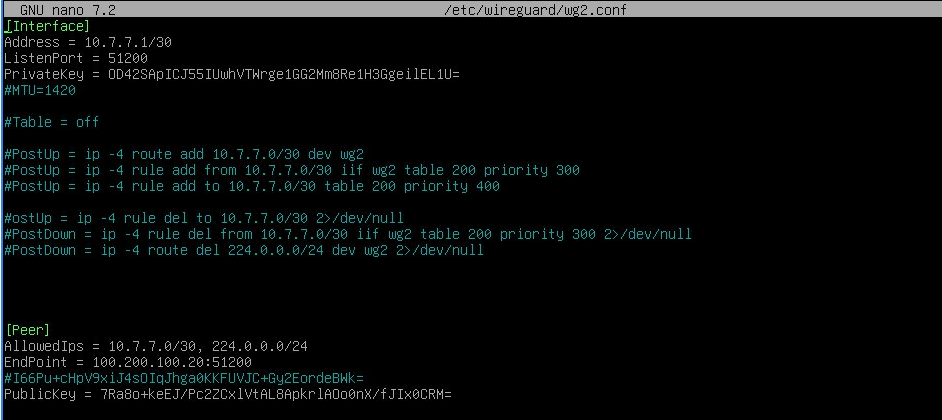 GNU nano 7.2 /etc/wireguard/wg2.conf
[Interface]
Address = 10.7.7.1/30
ListenPort = 51200
PrivateKey = OD42SApICJ55IUwhVTWrge1GG2Mm8Re1H3GgeilEL1U=
#MTU=1420
#Table = off
#PostUp = ip -4 route add 10.7.7.0/30 dev wg2
#PostUp = ip -4 rule add from 10.7.7.0/30 iif wg2 table 200 priority 300
#PostUp = ip -4 rule add to 10.7.7.0/30 table 200 priority 400
#ostUp = ip -4 rule del to 10.7.7.0/30 2>/dev/null
#PostDown = ip -4 rule del from 10.7.7.0/30 iif wg2 table 200 priority 300 2>/dev/null
#PostDown = ip -4 route del 224.0.0.0/24 dev wg2 2>/dev/null
[Peer]
AllowedIps = 10.7.7.0/30, 224.0.0.0/24
EndPoint = 100.200.100.20:51200
#I66Pu+cHpV9xiJ4sOIqJhga0KKFUVJC+Gy2EordeBWk=
PublicKey = 7Ra8o+keEJ/Pc2ZCxlVtAL8ApkrlAOo0nX/fJIx0CRM=